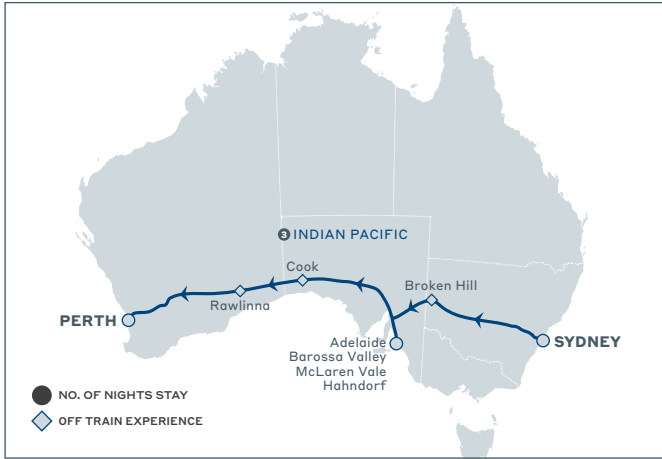 3 INDIAN PACIFIC
Cook
Broken Hill
Rawlinna
PERTH
SYDNEY
Adelaide
Barossa Valley
McLaren Vale
Hahndorf
NO. OF NIGHTS STAY
OFF TRAIN EXPERIENCE